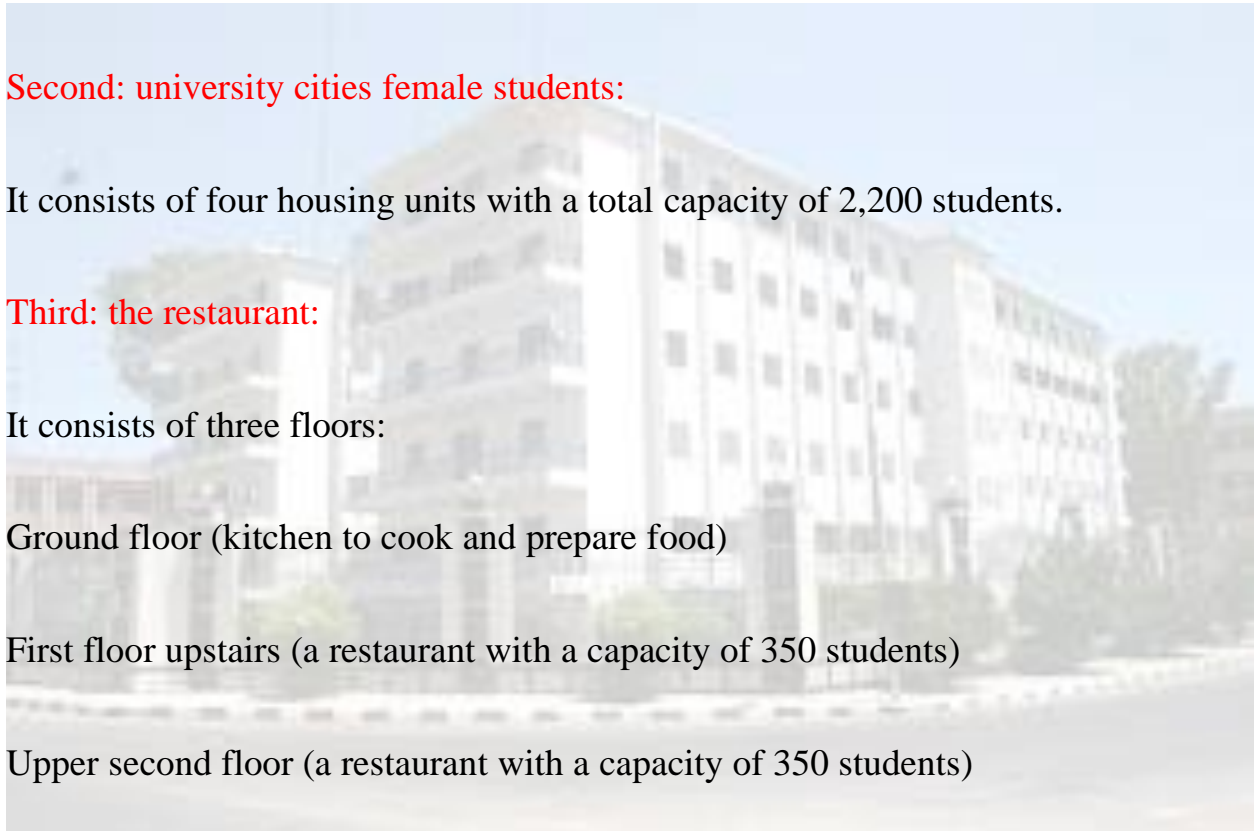 Second: university cities female students:
It consists of four housing units with a total capacity of 2,200 students.
Third: the restaurant:
It consists of three floors:
Ground floor (kitchen to cook and prepare food)
First floor upstairs (a restaurant with a capacity of 350 students)
Upper second floor (a restaurant with a capacity of 350 students)